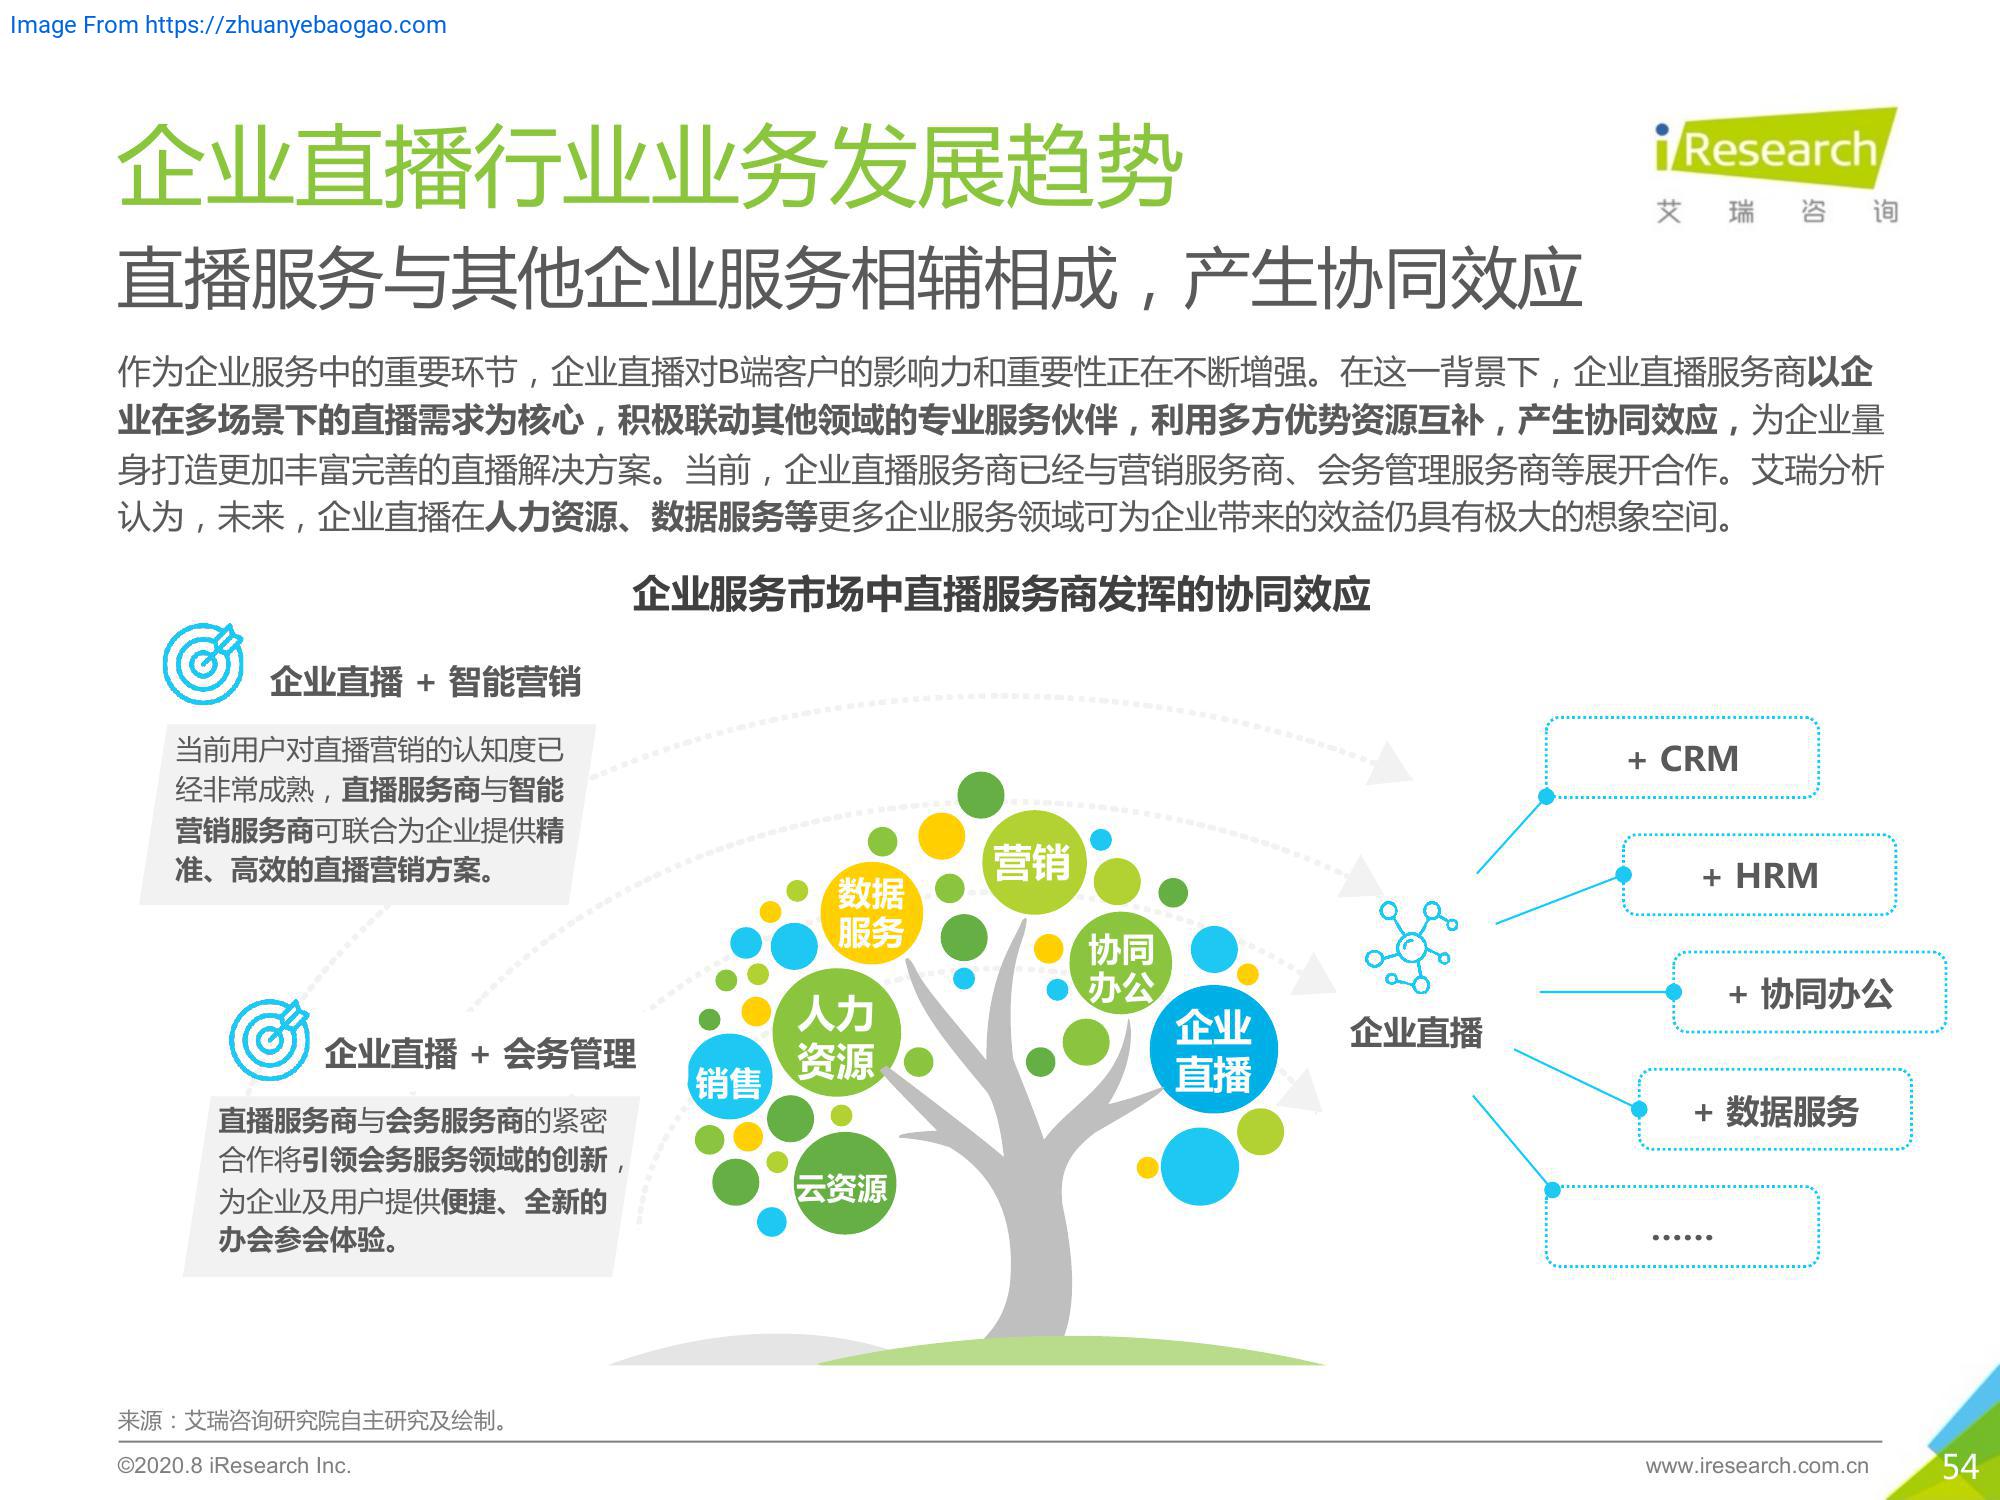 Image From https://zhuanyebaogao.com
企业直播行业业务发展趋势
iResearch
艾瑞咨询
直播服务与其他企业服务相辅相成，产生协同效应
作为企业服务中的重要环节，企业直播对B端客户的影响力和重要性正在不断增强。在这一背景下，企业直播服务商以企
业在多场景下的直播需求为核心，积极联动其他领域的专业服务伙伴，利用多方优势资源互补，产生协同效应，为企业量
身打造更加丰富完善的直播解决方案。当前，企业直播服务商已经与营销服务商、会务管理服务商等展开合作。艾瑞分析
认为，未来，企业直播在人力资源、数据服务等更多企业服务领域可为企业带来的效益仍具有极大的想象空间。
企业服务市场中直播服务商发挥的协同效应
企业直播 + 智能营销
当前用户对直播营销的认知度已
经非常成熟，直播服务商与智能
营销服务商可联合为企业提供精
准、高效的直播营销方案。
企业直播 + 会务管理
直播服务商与会务服务商的紧密
合作将引领会务服务领域的创新，
为企业及用户提供便捷、全新的
办会参会体验。
营销
数据
服务
协同
办公
人力
资源
企业
直播
销售
云资源
企业直播
+ CRM
+ HRM
+ 协同办公
+ 数据服务
......
来源：艾瑞咨询研究院自主研究及绘制。
©2020.8 iResearch Inc.
www.iresearch.com.cn
54